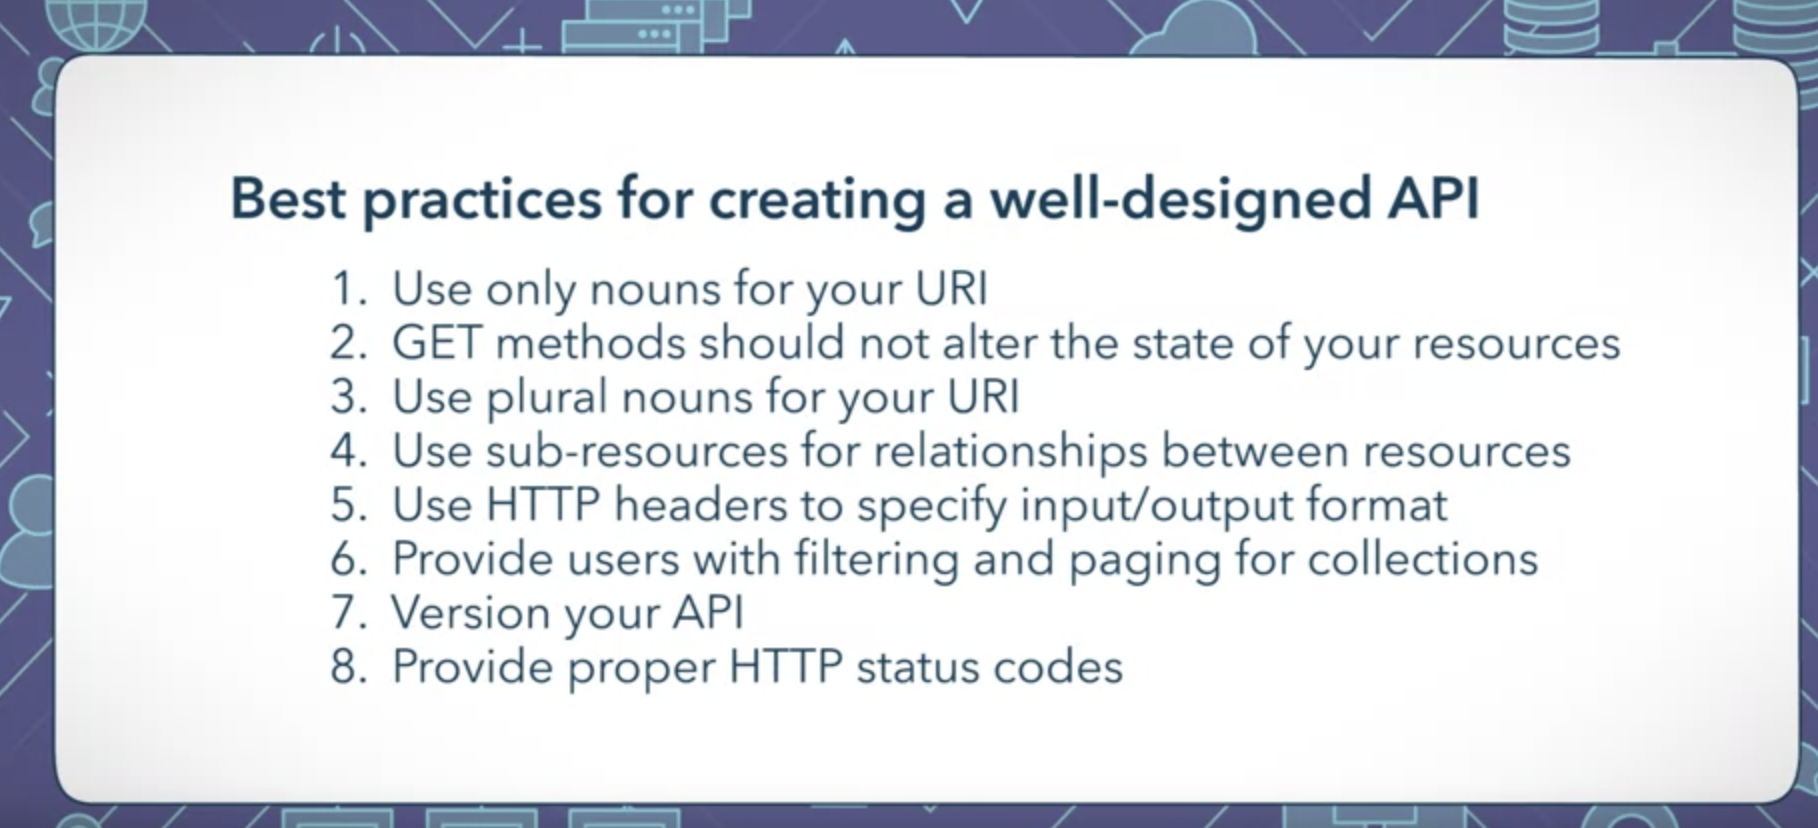 Best practices for creating a well-designed API
1. Use only nouns for your URI
2. GET methods should not alter the state of your resources
3. Use plural nouns for your URI
4. Use sub-resources for relationships between resources
5. Use HTTP headers to specify input/output format
6. Provide users with filtering and paging for collections
7. Version your API
8. Provide proper HTTP status codes